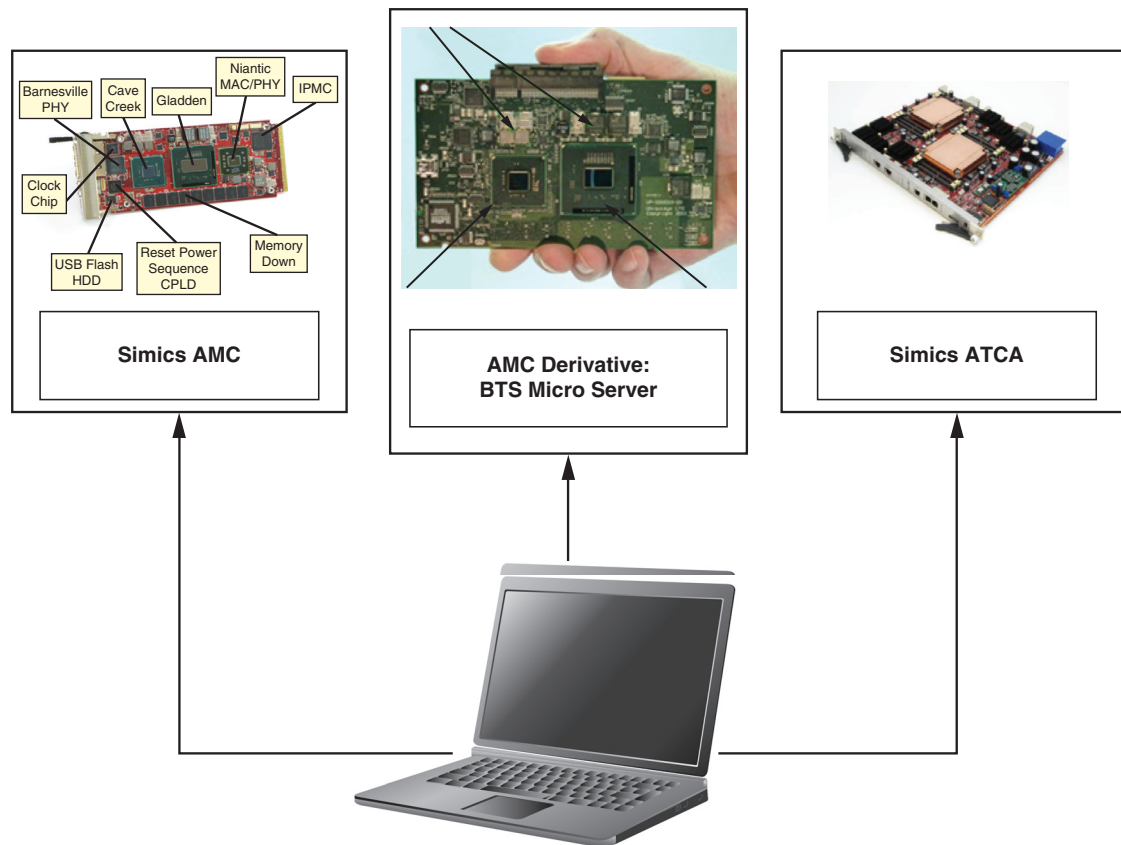 Barnesville
PHY
Cave
Creek
Gladden
Niantic
MAC/PHY
IPMC
Clock
Chip
USB Flash
HDD
Reset Power
Sequence
CPLD
Memory
Down
Simics AMC
AMC Derivative:
BTS Micro Server
Simics ATCA